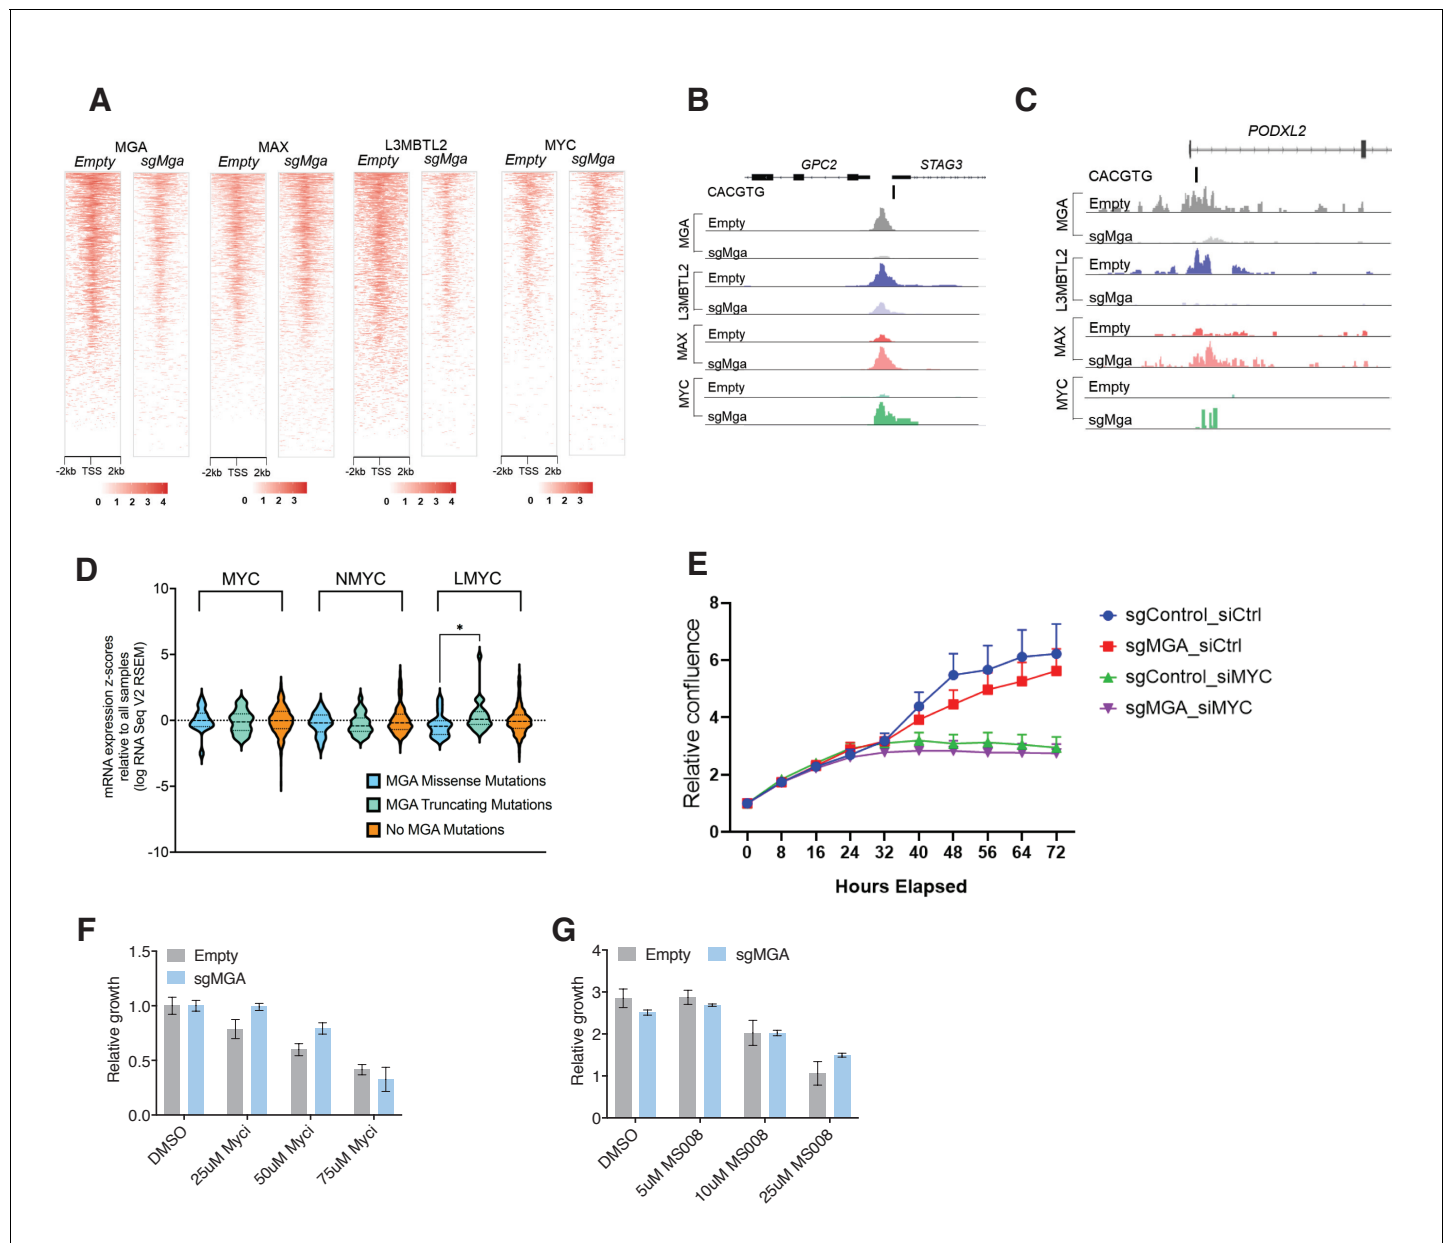 A
MGA
Empty sgMga
MAX
Empty sgMga
L3MBTL2
Empty sgMga
MYC
Empty sgMga
-2kb TSS 2kb
-2kb TSS 2kb
-2kb TSS 2kb
-2kb TSS 2kb
0 1 2 3 4
0 1 2 3
0 1 2 3 4
0 1 2 3
B
GPC2 STAG3
CACGTG
MGA
Empty
sgMga
L3MBTL2
Empty
sgMga
MAX
Empty
sgMga
MYC
Empty
sgMga
C
PODXL2
CACGTG
MGA
Empty
sgMga
L3MBTL2
Empty
sgMga
MAX
Empty
sgMga
MYC
Empty
sgMga
D
MYC NMYC LMYC
10
5
0
-5
-10
mRNA expression z-scores
relative to all samples
(log RNA Seq V2 RSEM)
*
MGA Missense Mutations
MGA Truncating Mutations
No MGA Mutations
E
Relative confluence
8
6
4
2
0
0 8 16 24 32 40 48 56 64 72
Hours Elapsed
sgControl_siCtrl
sgMGA_siCtrl
sgControl_siMYC
sgMGA_siMYC
F
Relative growth
1.5
1.0
0.5
0.0
Empty
sgMGA
DMSO
25uM Myci
50uM Myci
75uM Myci
G
Relative growth
4
3
2
1
0
Empty sgMGA
DMSO
5uM MS008
10uM MS008
25uM MS008